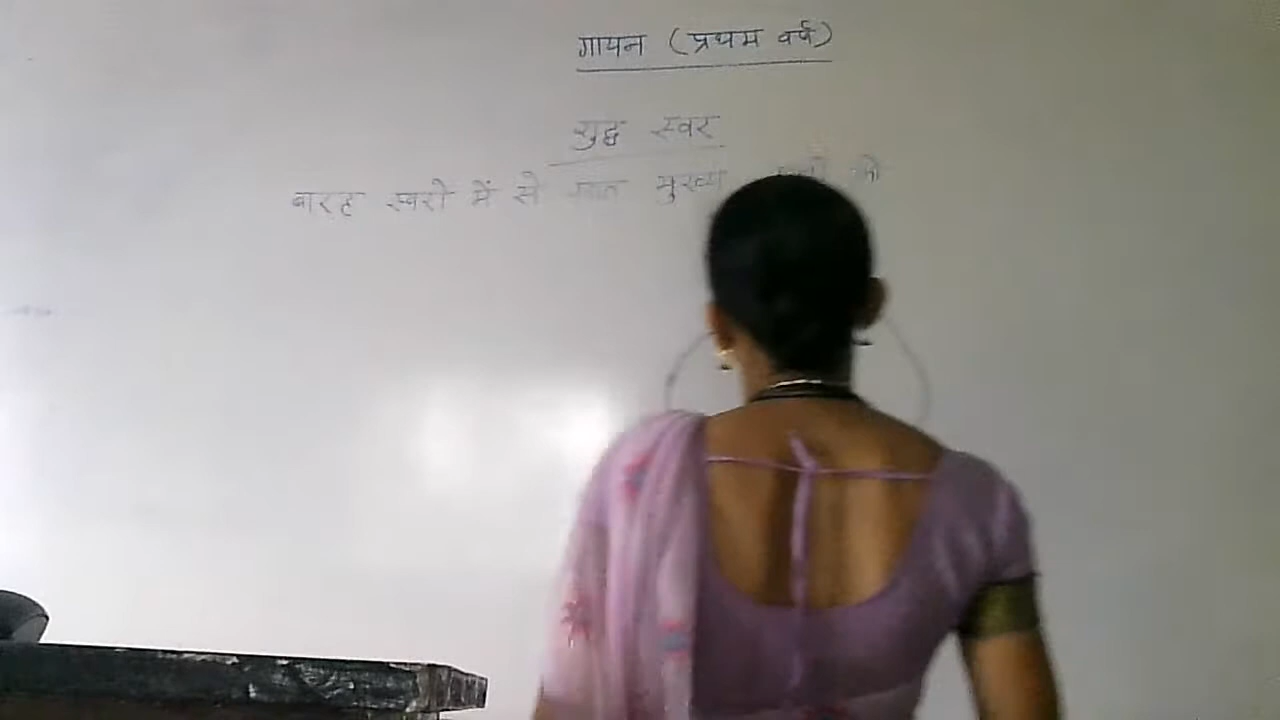 गायन (प्रथम वर्ष)
शुद्ध स्वर
बारह स्वरों में से सात मुख्य को